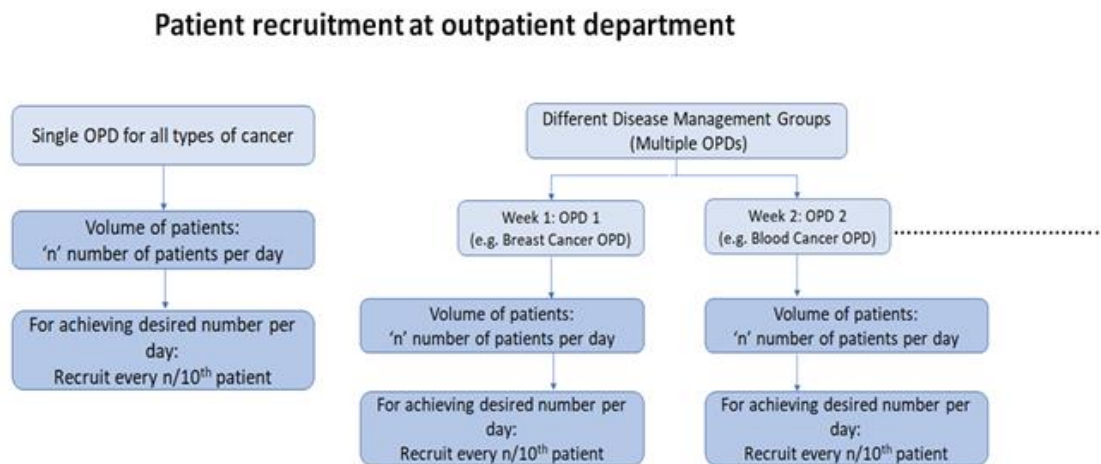 Patient recruitment at outpatient department
Single OPD for all types of cancer
Volume of patients:
‘n’ number of patients per day
For achieving desired number per
day:
Recruit every n/10th patient
Different Disease Management Groups
(Multiple OPDs)
Week 1: OPD 1
(e.g. Breast Cancer OPD)
Volume of patients:
‘n’ number of patients per day
For achieving desired number per
day:
Recruit every n/10th patient
Week 2: OPD 2
(e.g. Blood Cancer OPD)
Volume of patients:
‘n’ number of patients per day
For achieving desired number per
day:
Recruit every n/10th patient